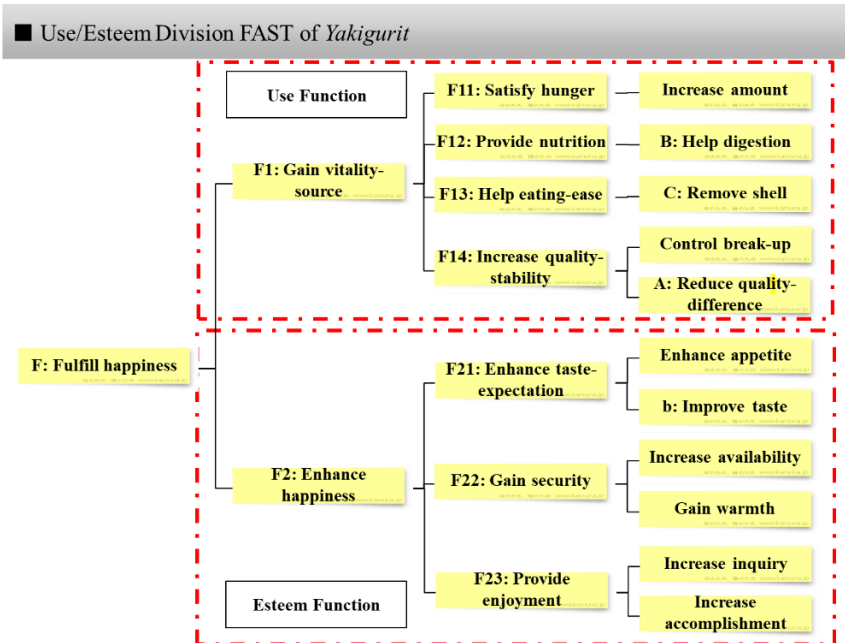 ■ Use/Esteem Division FAST of Yakigurit
Use Function
F11: Satisfy hunger
Increase amount
F12: Provide nutrition
B: Help digestion
F1: Gain vitality-
source
F13: Help eating-ease
C: Remove shell
F14: Increase quality-
stability
Control break-up
A: Reduce quality-
difference
F: Fulfill happiness
F21: Enhance taste-
expectation
Enhance appetite
b: Improve taste
F2: Enhance
happiness
F22: Gain security
Increase availability
Gain warmth
F23: Provide
enjoyment
Increase inquiry
Increase
accomplishment
Esteem Function